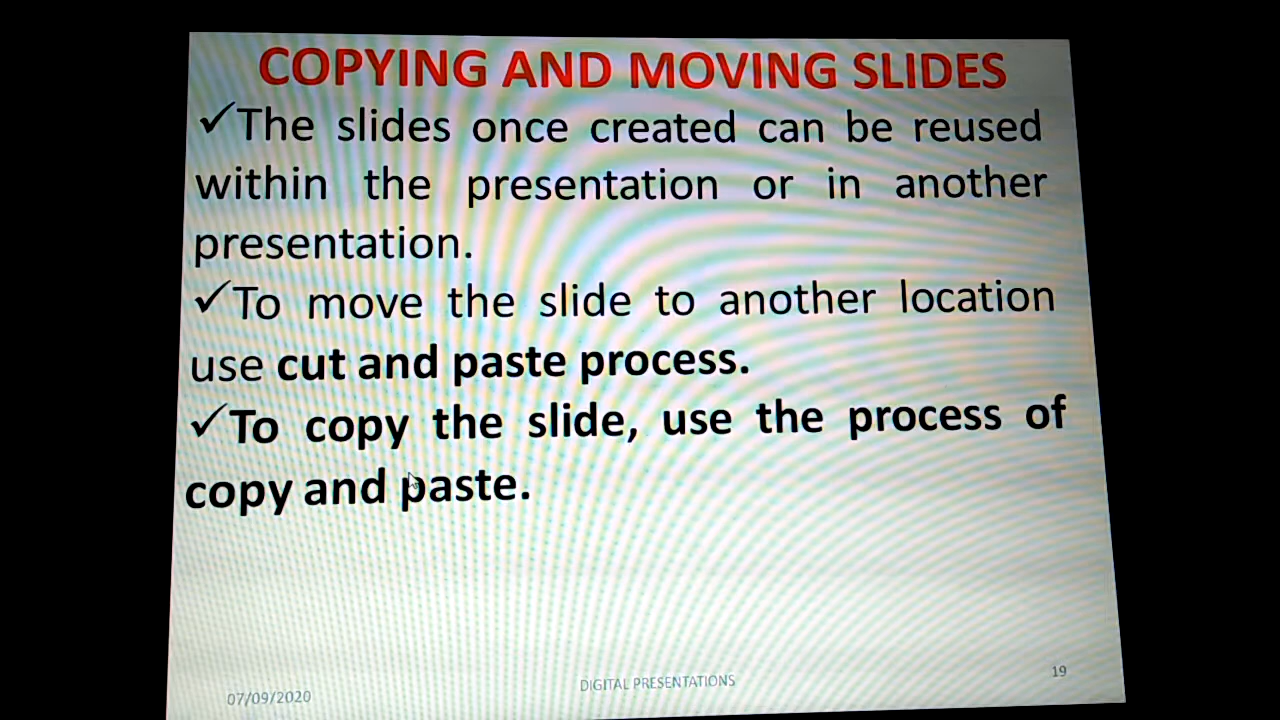 COPYING AND MOVING SLIDES
✓The slides once created can be reused
within the presentation or in another
presentation.
✓To move the slide to another location
use cut and paste process.
✓To copy the slide, use the process of
copy and paste.
07/09/2020
DIGITAL PRESENTATIONS
19